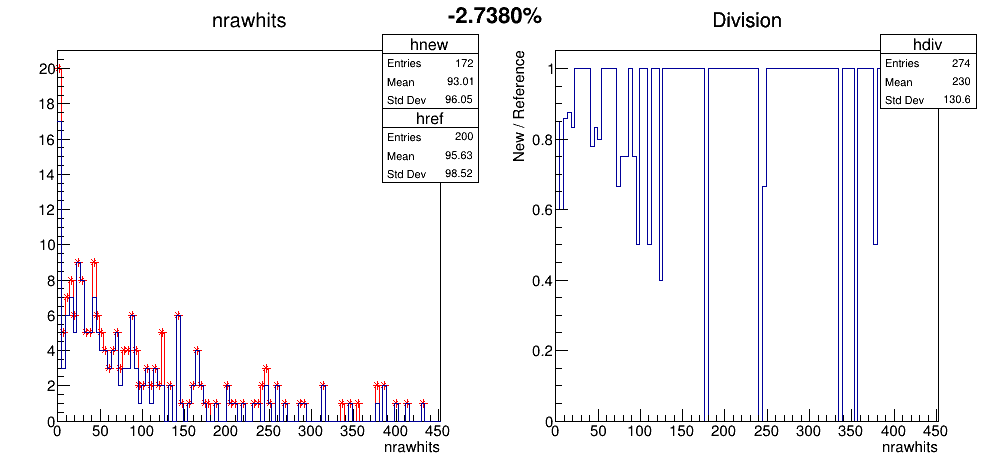 -2.7380%
nrawhits
hnew
Entries 172
Mean 93.01
Std Dev 96.05
href
Entries 200
Mean 95.63
Std Dev 98.52
20
18
16
14
12
10
8
6
4
2
0
0 50 100 150 200 250 300 350 400 450
nrawhits
Division
hdiv
Entries 274
Mean 230
Std Dev 130.6
New / Reference
1
0.8
0.6
0.4
0.2
0
0 50 100 150 200 250 300 350 400 450
nrawhits